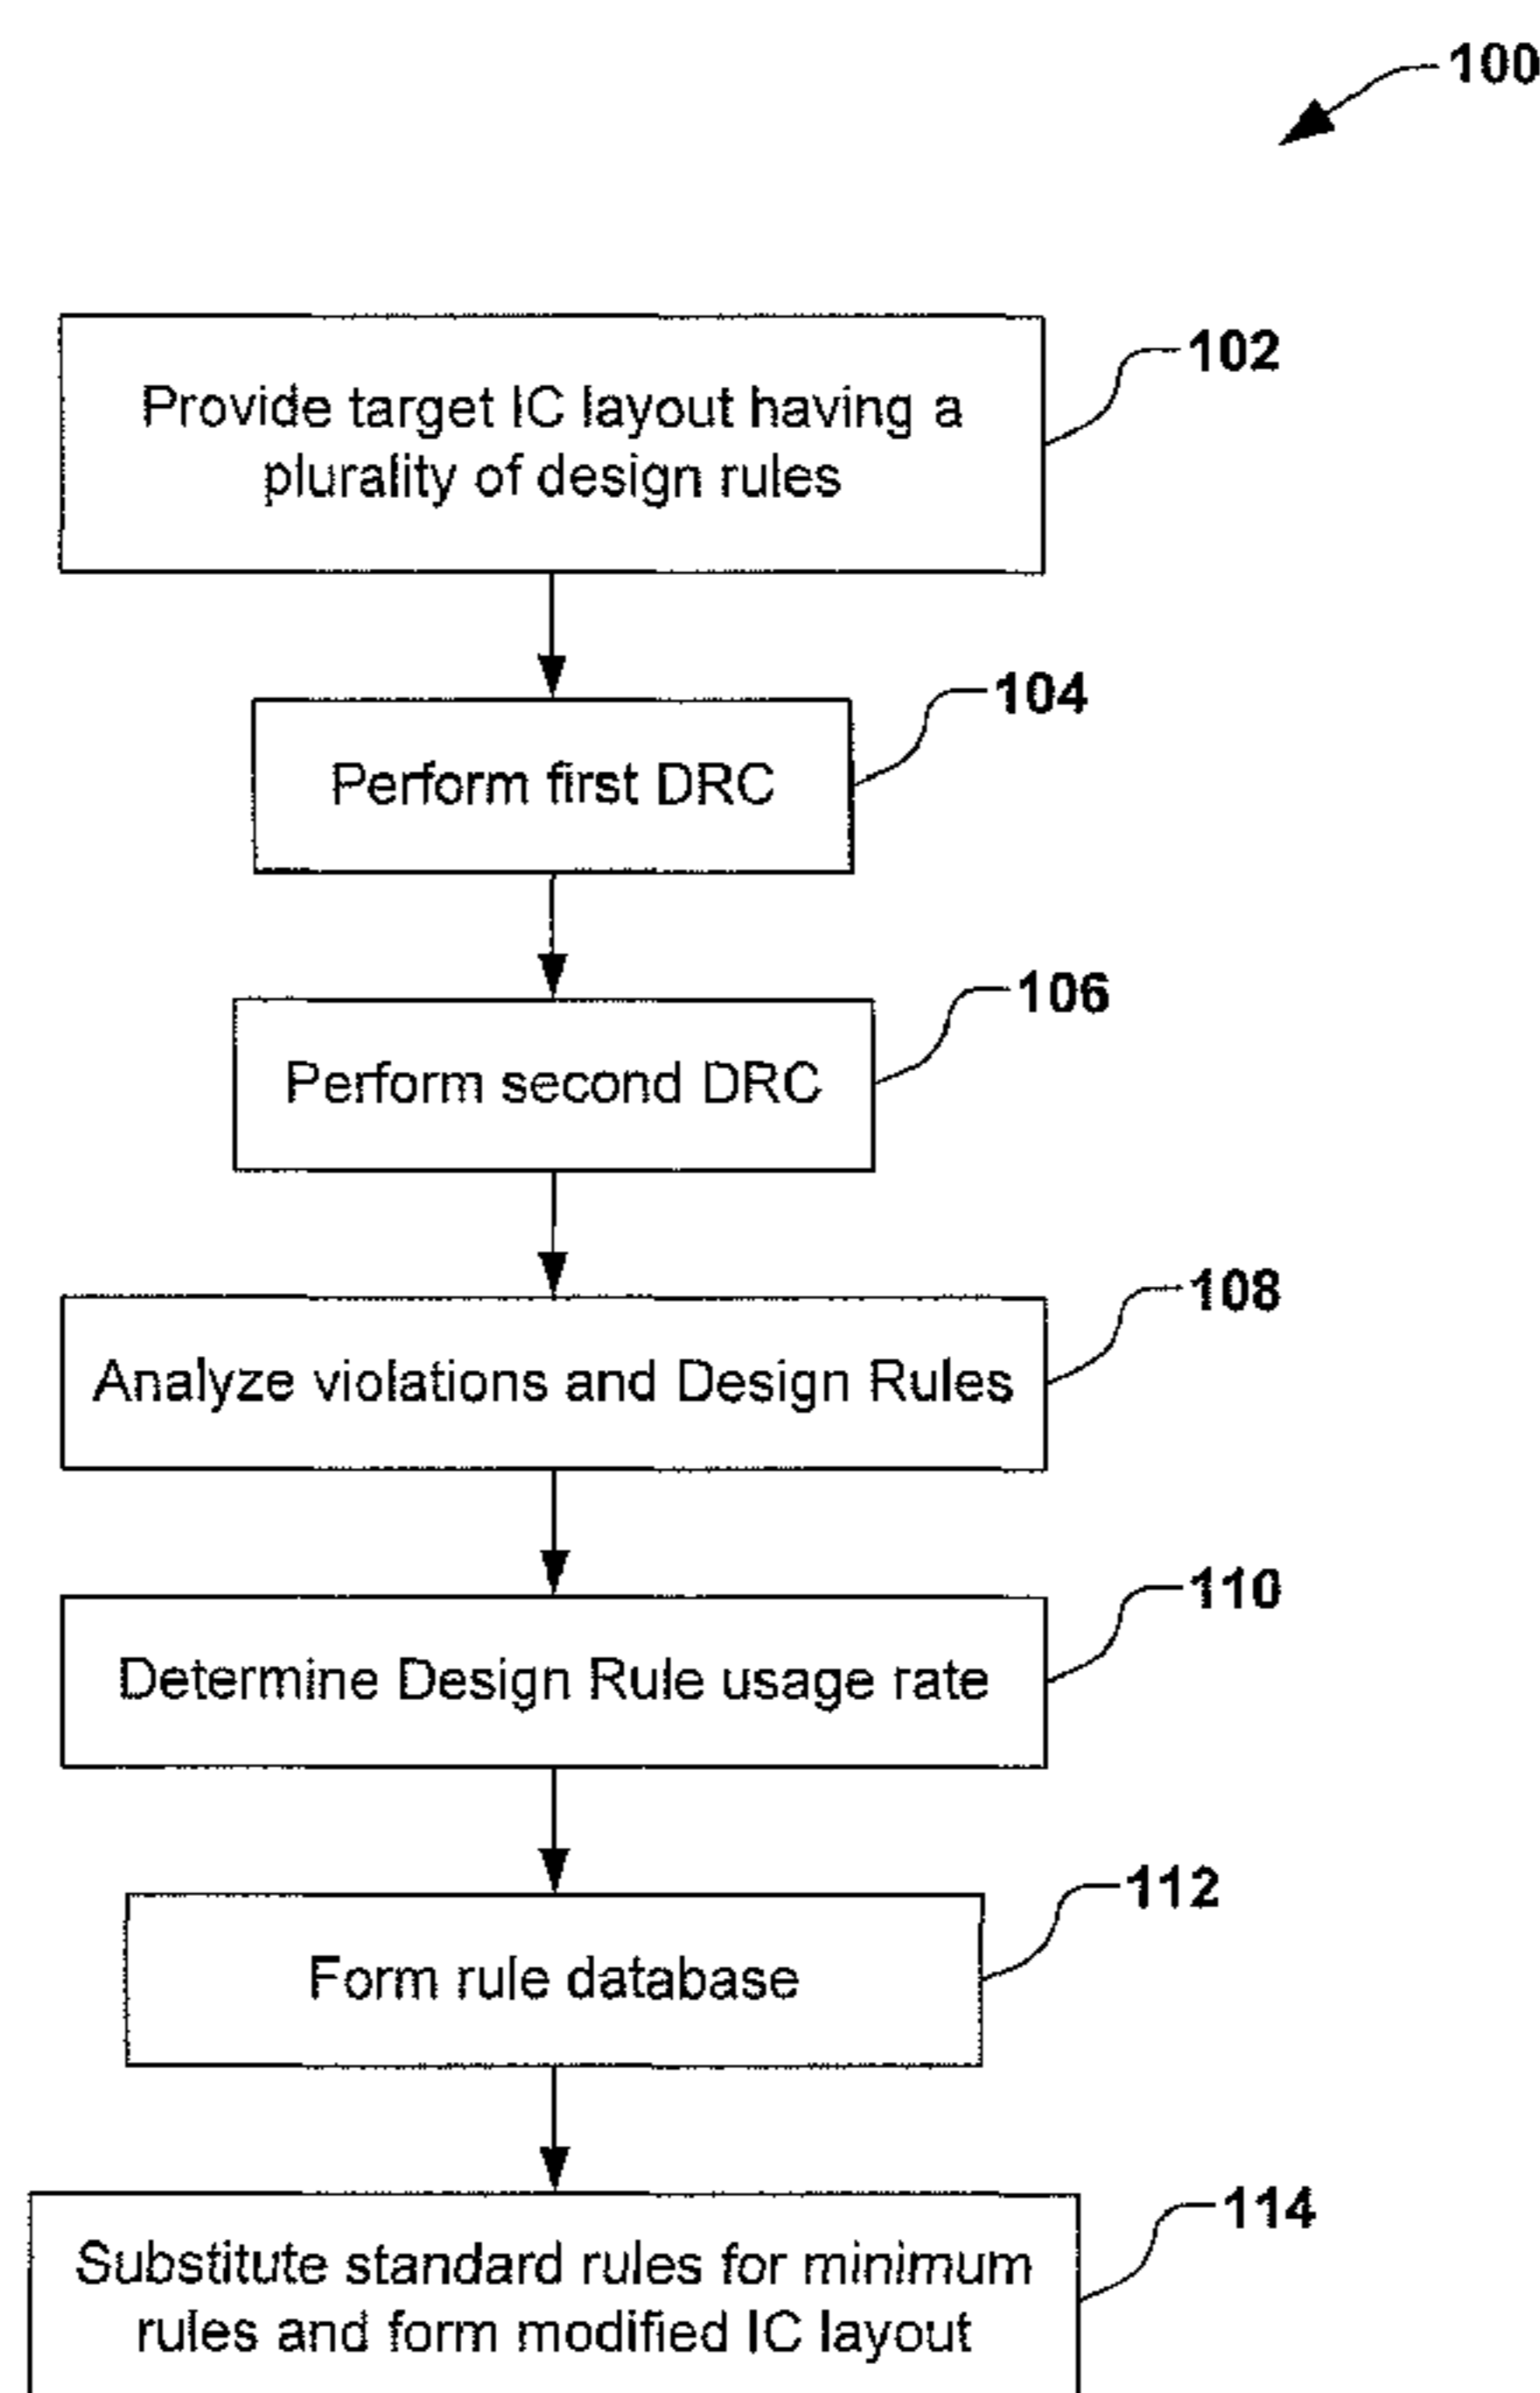 100
Provide target IC layout having a
plurality of design rules
102
Perform first DRC
104
Perform second DRC
106
Analyze violations and Design Rules
108
Determine Design Rule usage rate
110
Form rule database
112
Substitute standard rules for minimum
rules and form modified IC layout
114